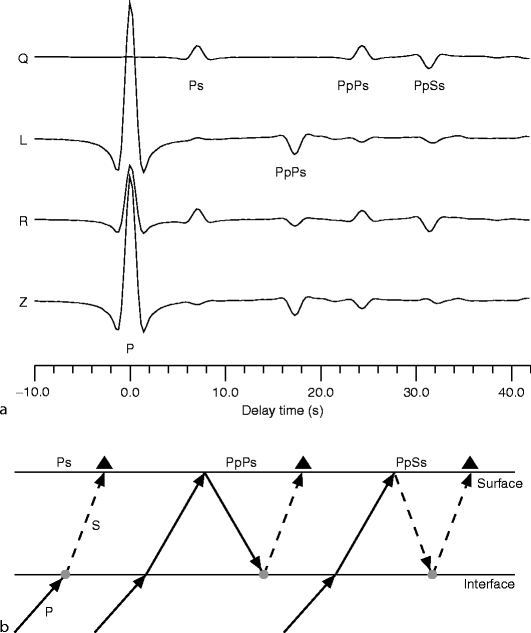 Q
Ps PpPs PpSs
L
PpPs
R
Z
P
−10.0 0.0 10.0 20.0 30.0 40.0
Delay time (s)
a
Ps PpPs PpSs
Surface
S
Interface
P
b